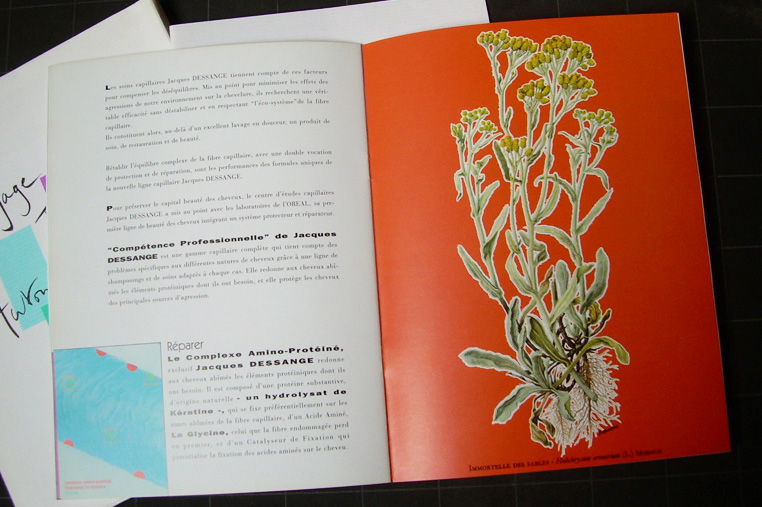 Les soins capillaires Jacques DESSANGE tiennent compte de ces facteurs
pour compenser les déséquilibres. Mis au point pour minimiser les effets des
agressions de notre environnement sur la chevelure, ils recherchent une véri-
table efficacité sans déstabiliser et en respectant "l'éco-système" de la fibre
capillaire.
Ils constituent alors, au-delà d'un excellent lavage en douceur, un produit de
soin, de restauration et de beauté.
Rétablir l'équilibre complexe de la fibre capillaire, avec une double vocation
de protection et de réparation, sont les performances des formules uniques de
la nouvelle ligne capillaire Jacques DESSANGE.
Pour préserver le capital beauté des cheveux, le centre d'études capillaires
Jacques DESSANGE a mis au point avec les laboratoires de l'OREAL, sa pre-
mière ligne de beauté des cheveux intégrant un système protecteur et réparateur.
"Compétence Professionnelle" de Jacques
DESSANGE est une gamme capillaire complète qui tient compte des
problèmes spécifiques aux différentes natures de cheveux grâce à une ligne de
shampooings et de soins adaptés à chaque cas. Elle redonne aux cheveux abî-
més les éléments protéiniques dont ils ont besoin, et elle protège les cheveux
des principales sources d'agression.
Réparer
Le Complexe Amino-Protéiné,
exclusif Jacques DESSANGE redonne
aux cheveux abîmés les éléments protéiniques dont ils
ont besoin. Il est composé d'une protéine substantive,
d'origine naturelle - un hydrolysat de
Kératine -, qui se fixe préférentiellement sur les
zones abîmées de la fibre capillaire, d'un Acide Aminé,
La Glycine, celui que la fibre endommagée perd
en premier, et d'un Catalyseur de Fixation qui
potentialise la fixation des acides aminés sur le cheveu.
IMMORTELLE DES SABLES - Helichrysum arenarium (L.) MOENCH